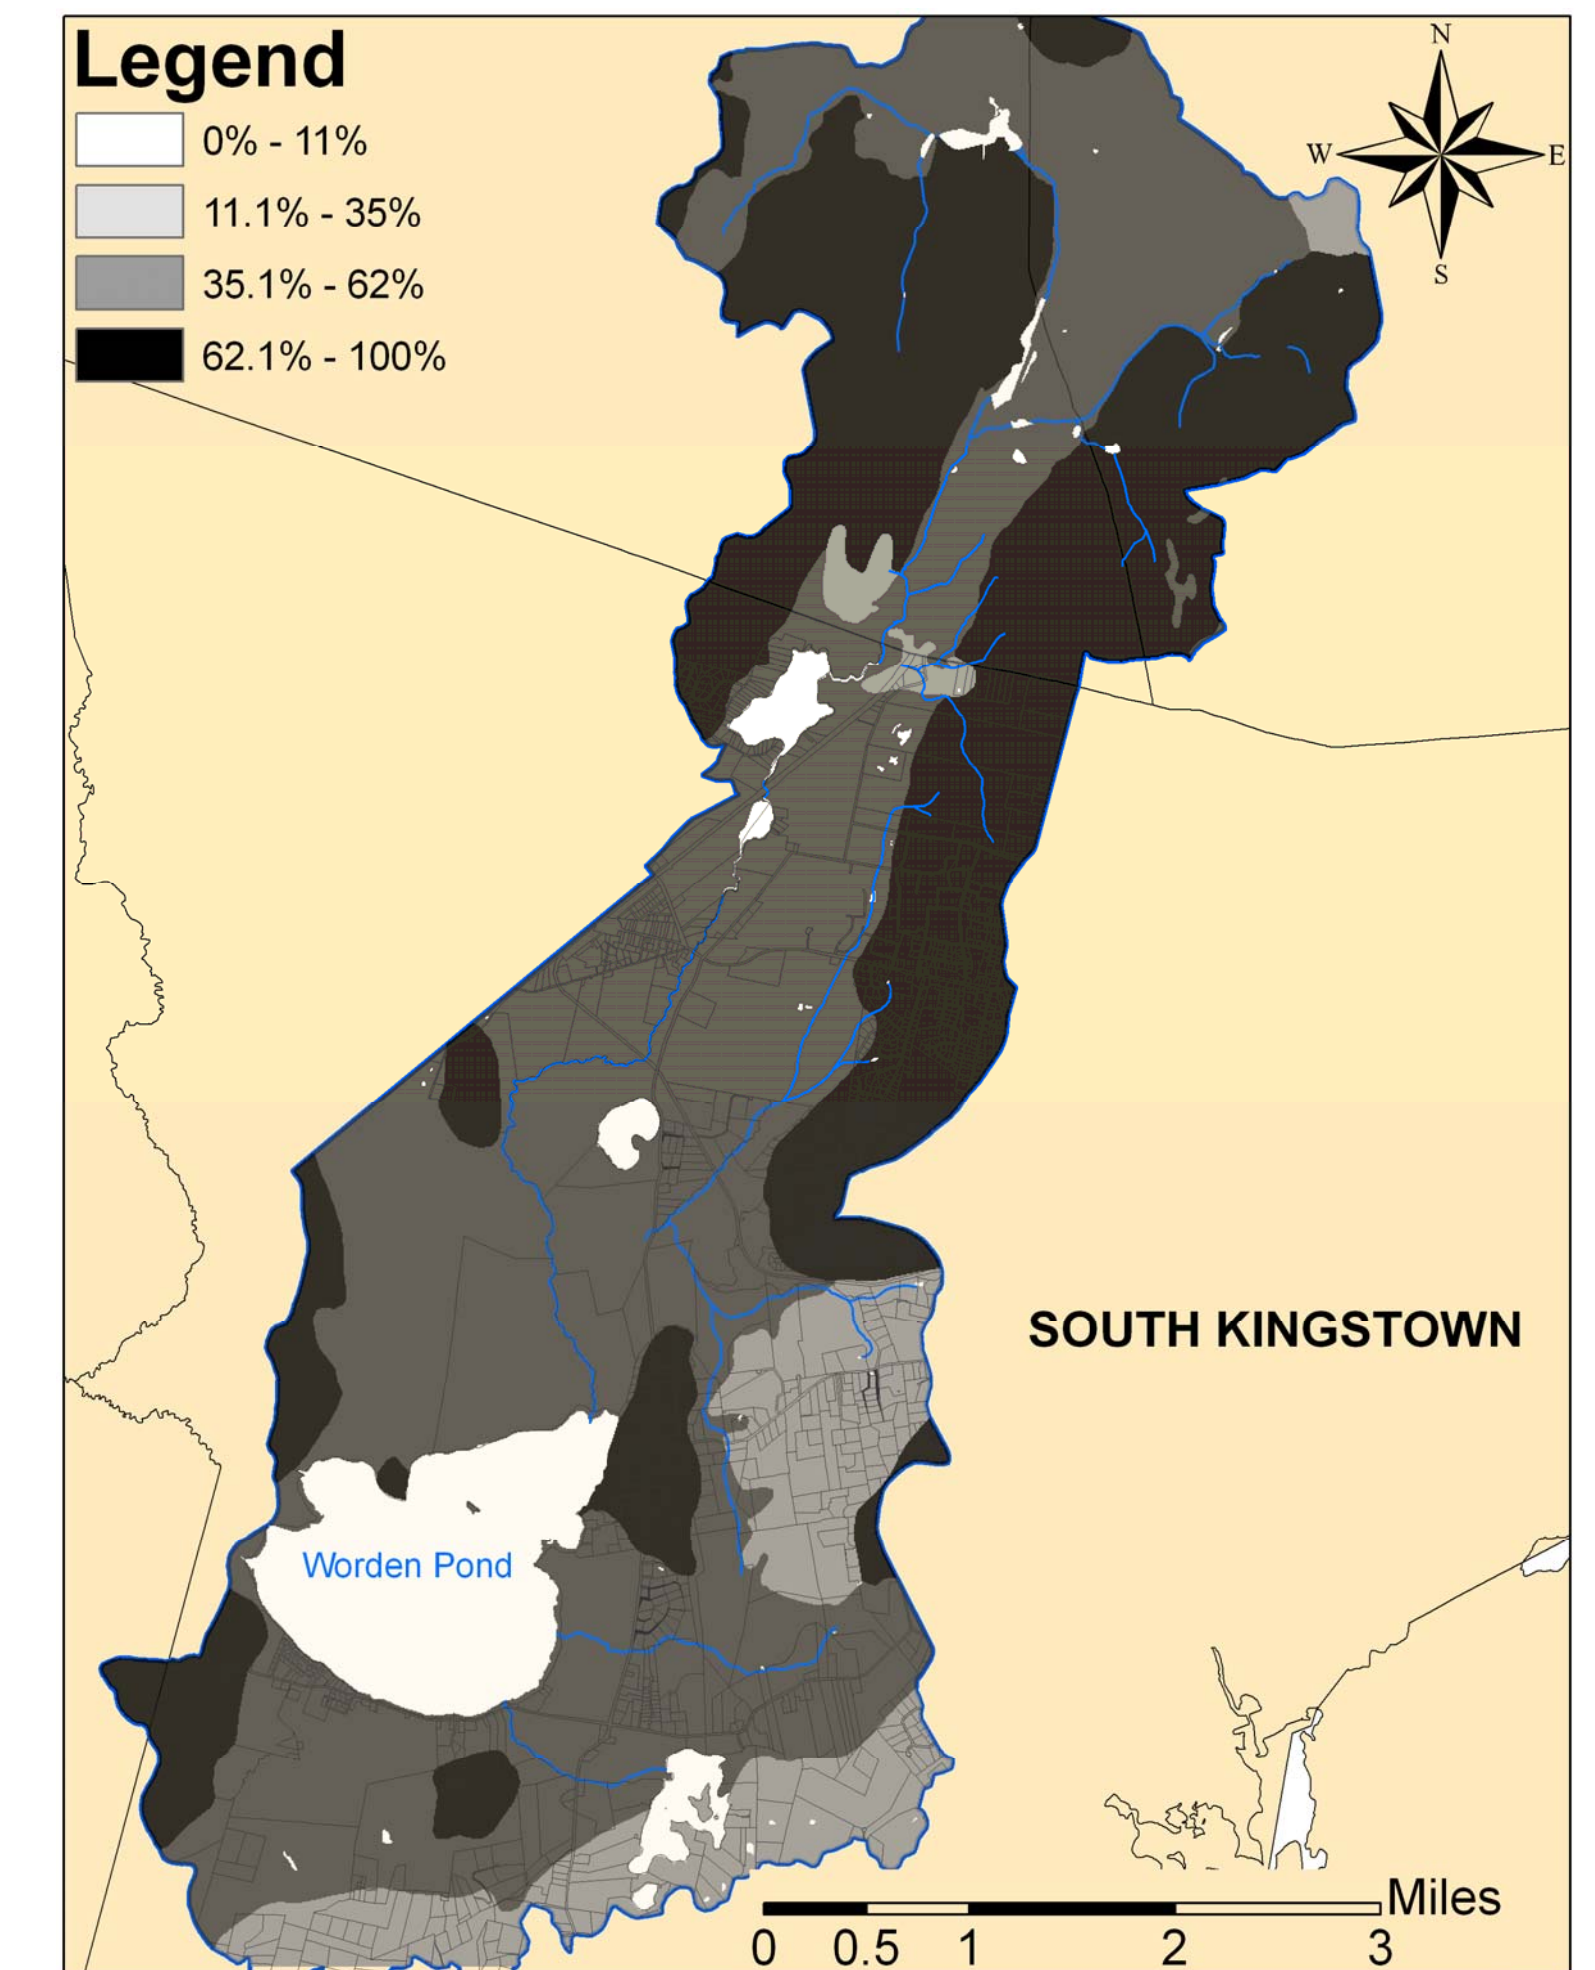 Legend
0% - 11%
11.1% - 35%
35.1% - 62%
62.1% - 100%
N
W E
S
SOUTH KINGSTOWN
Worden Pond
Miles
0 0.5 1 2 3